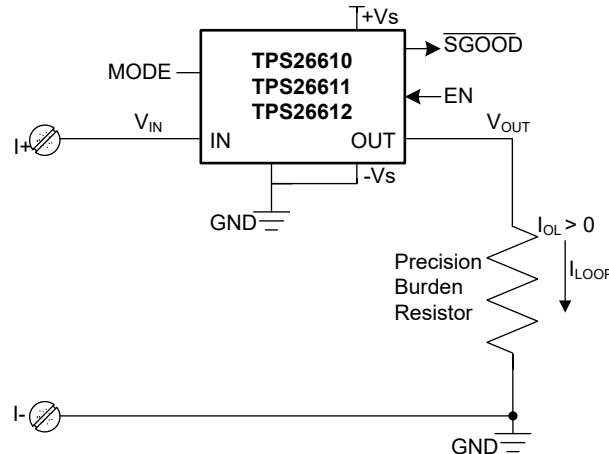 +Vs
SGOOD
MODE
TPS26610
TPS26611
TPS26612
EN
I+
VIN
IN
OUT
VOUT
-Vs
GND
IOL > 0
ILOOP
Precision
Burden
Resistor
I-
GND